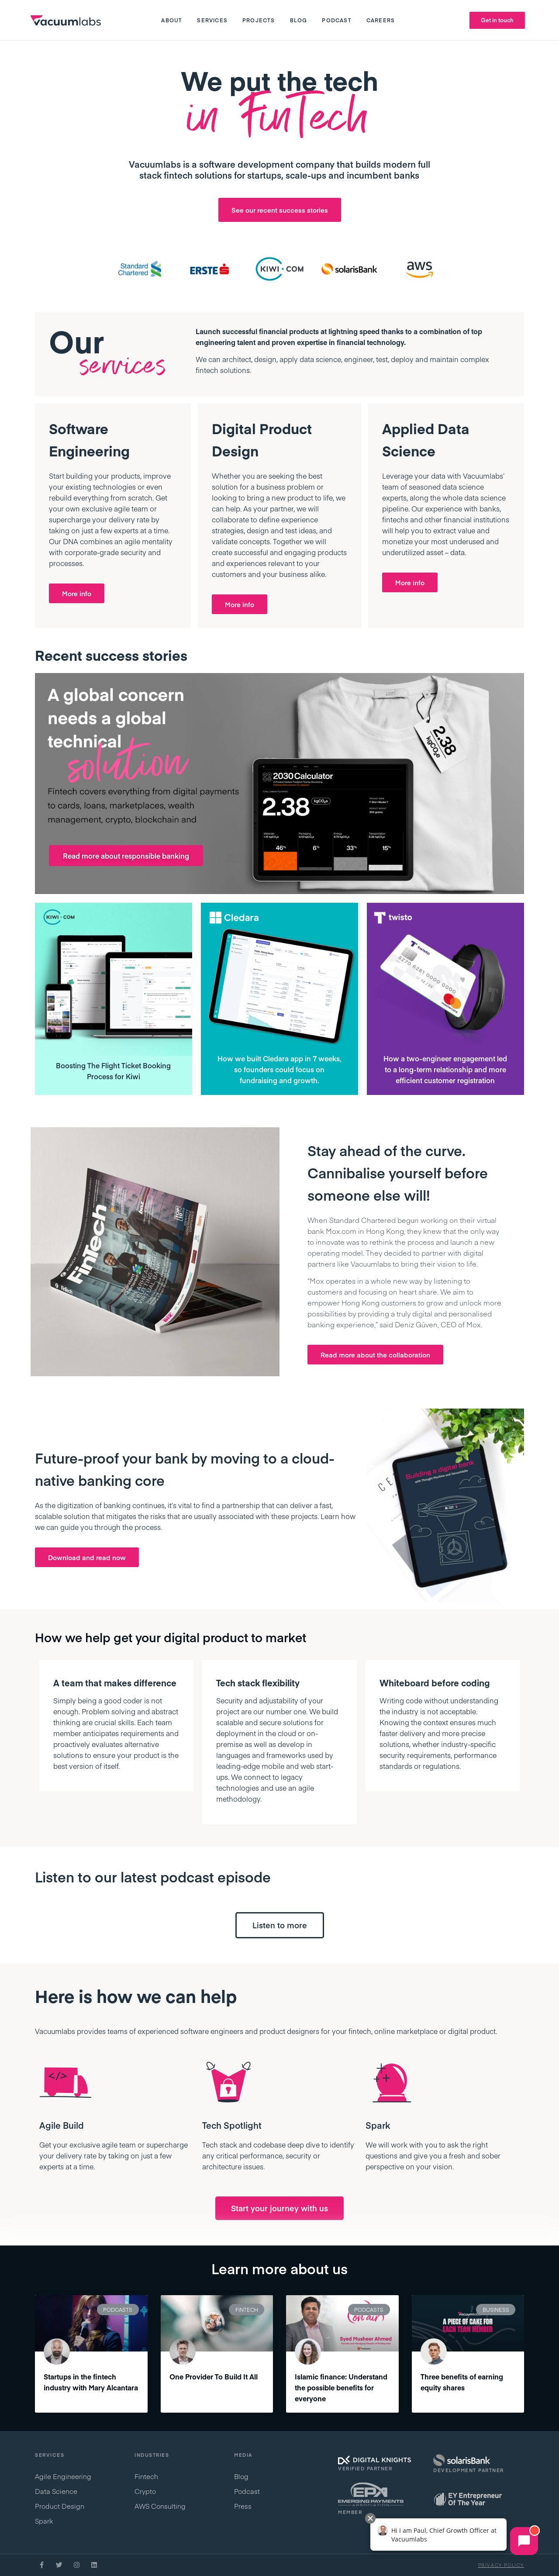 vacuumlabs
ABOUT SERVICES PROJECTS BLOG PODCAST CAREERS
Get in touch
We put the tech
in FinTech
Vacuumlabs is a software development company that builds modern full
stack fintech solutions for startups, scale-ups and incumbent banks
See our recent success stories
Standard
Chartered
ERSTE
KIWI.COM
solarisBank
aws
Our
services
Launch successful financial products at lightning speed thanks to a combination of top
engineering talent and proven expertise in financial technology.
We can architect, design, apply data science, engineer, test, deploy and maintain complex
fintech solutions.
Software
Engineering
Start building your products, improve
your existing technologies or even
rebuild everything from scratch. Get
your own exclusive agile team or
supercharge your delivery rate by
taking on just a few experts at a time.
Our DNA combines an agile mentality
with corporate-grade security and
processes.
More info
Digital Product
Design
Whether you are seeking the best
solution for a business problem or
looking to bring a new product to life, we
can help. As your partner, we will
collaborate to define experience
strategies, design and test ideas, and
validate concepts. Together we will
create successful and engaging products
and experiences relevant to your
customers and your business alike.
More info
Applied Data
Science
Leverage your data with Vacuumlabs'
team of seasoned data science
experts, along the whole data science
pipeline. Our experience with banks,
fintechs and other financial institutions
will help you to extract value and
monetize your most underused and
underutilized asset – data.
More info
Recent success stories
A global concern
needs a global
technical
solution
Fintech covers everything from digital payments
to cards, loans, marketplaces, wealth
management, crypto, blockchain and
Read more about responsible banking
2030 Calculator
2.38
kgCO₂e
46%
6%
33%
15%
2.38
kgCO₂e
KIWI.COM
Boosting The Flight Ticket Booking
Process for Kiwi
Cledara
How we built Cledara app in 7 weeks,
so founders could focus on
fundraising and growth.
twisto
twisto
How a two-engineer engagement led
to a long-term relationship and more
efficient customer registration
FinTech
Stay ahead of the curve.
Cannibalise yourself before
someone else will!
When Standard Chartered begun working on their virtual
bank Mox.com in Hong Kong, they knew that the only way
to innovate was to rethink the process and launch a new
operating model. They decided to partner with digital
partners like Vacuumlabs to bring their vision to life.
"Mox operates in a whole new way by listening to
customers and focusing on heart share. We aim to
empower Hong Kong customers to grow and unlock more
possibilities by providing a truly digital and personalised
banking experience," said Deniz Güven, CEO of Mox.
Read more about the collaboration
Future-proof your bank by moving to a cloud-
native banking core
As the digitization of banking continues, it's vital to find a partnership that can deliver a fast,
scalable solution that mitigates the risks that are usually associated with these projects. Learn how
we can guide you through the process.
Download and read now
Building a digital bank
How we help get your digital product to market
A team that makes difference
Simply being a good coder is not
enough. Problem solving and abstract
thinking are crucial skills. Each team
member anticipates requirements and
proactively evaluates alternative
solutions to ensure your product is the
best version of itself.
Tech stack flexibility
Security and adjustability of your
project are our number one. We build
scalable and secure solutions for
deployment in the cloud or on-
premise as well as develop in
languages and frameworks used by
leading-edge mobile and web start-
ups. We connect to legacy
technologies and use an agile
methodology.
Whiteboard before coding
Writing code without understanding
the industry is not acceptable.
Knowing the context ensures much
faster delivery and more precise
solutions, whether industry-specific
security requirements, performance
standards or regulations.
Listen to our latest podcast episode
Listen to more
Here is how we can help
Vacuumlabs provides teams of experienced software engineers and product designers for your fintech, online marketplace or digital product.
Agile Build
Get your exclusive agile team or supercharge
your delivery rate by taking on just a few
experts at a time.
Tech Spotlight
Tech stack and codebase deep dive to identify
any critical performance, security or
architecture issues.
Spark
We will work with you to ask the right
questions and give you a fresh and sober
perspective on your vision.
Start your journey with us
Learn more about us
PODCASTS
Startups in the fintech
industry with Mary Alcantara
FINTECH
One Provider To Build It All
PODCASTS
(on air)
Syed Musheer Ahmed
Islamic finance: Understand
the possible benefits for
everyone
BUSINESS
A PIECE OF CAKE FOR
EACH TEAM MEMBER
Three benefits of earning
equity shares
SERVICES
Agile Engineering
Data Science
Product Design
Spark
INDUSTRIES
Fintech
Crypto
AWS Consulting
MEDIA
Blog
Podcast
Press
DIGITAL KNIGHTS
VERIFIED PARTNER
solarisBank
DEVELOPMENT PARTNER
EPA
EMERGING PAYMENTS
ASSOCIATION
MEMBER
EY Entrepreneur
Of The Year
Hi I am Paul, Chief Growth Officer at
Vacuumlabs
PRIVACY POLICY